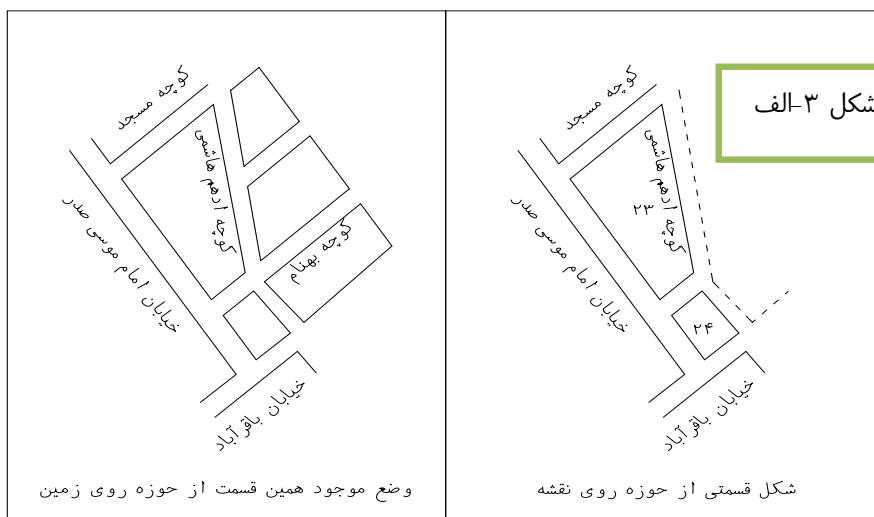 شکل ۳-الف
کوچه مسجد
کوچه ادهم هاشمی
۲۳
خیابان امام موسی صدر
۲۴
خیابان باقرآباد
شکل قسمتی از حوزه روی نقشه
کوچه مسجد
کوچه ادهم هاشمی
خیابان امام موسی صدر
کوچه بهنام
خیابان باقرآباد
وضع موجود همین قسمت از حوزه روی زمین